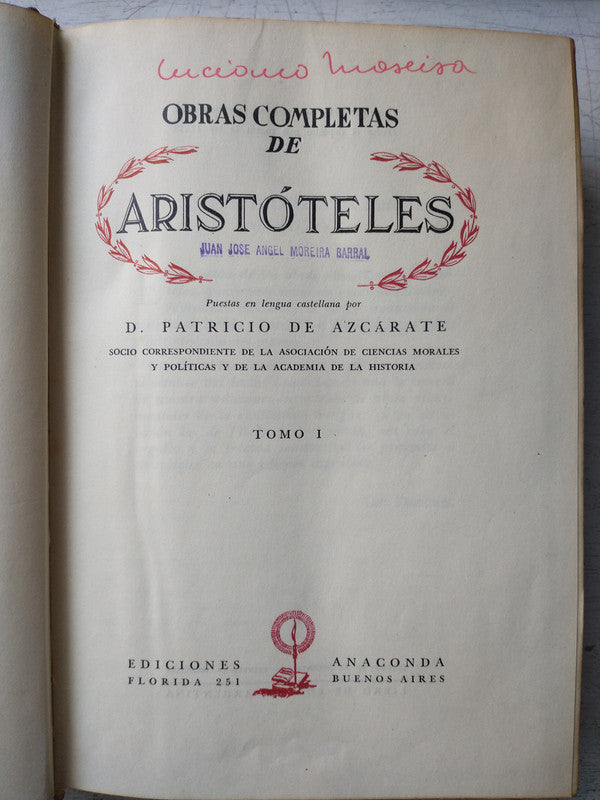 Luciano Moreira
OBRAS COMPLETAS
DE
ARISTÓTELES
JUAN JOSE ANGEL MOREIRA BARRAL
Puestas en lengua castellana por
D. PATRICIO DE AZCÁRATE
SOCIO CORRESPONDIENTE DE LA ASOCIACIÓN DE CIENCIAS MORALES
Y POLÍTICAS Y DE LA ACADEMIA DE LA HISTORIA
TOMO I
EDICIONES ANACONDA
FLORIDA 251 BUENOS AIRES